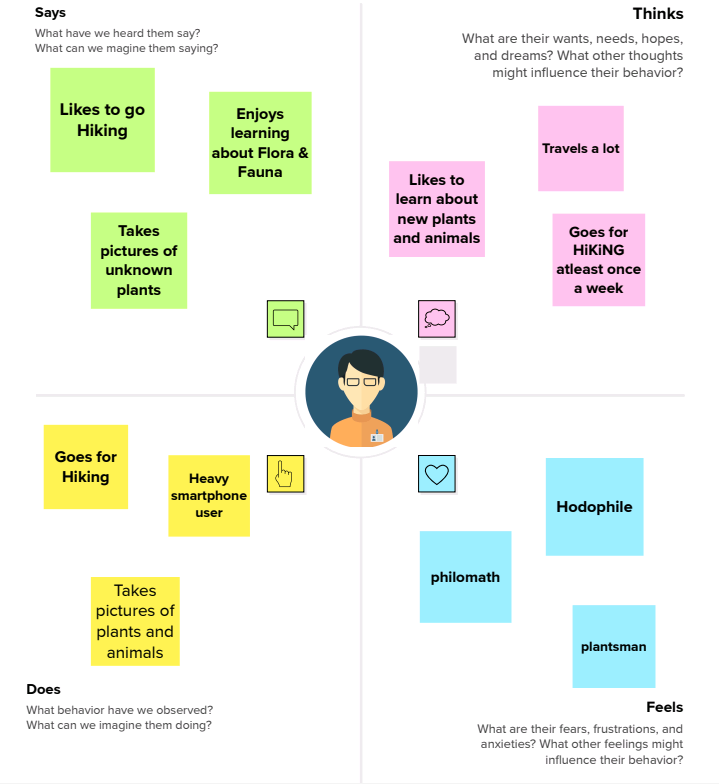 Says
What have we heard them say?
What can we magine them saying?
Likes to go
Hiking
Enjoys
learning
about Flora &
Fauna
Takes
pictures of
unknown
plants
Thinks
What are their wants, needs, hopes,
and dreams? What other thoughts
might influence their behavior?
Travels a lot
Likes to
learn about
new plants
and animals
Goes for
HiKiNG
atleast once
a week
Goes for
Hiking
Heavy
smartphone
user
Takes
pictures of
plants and
animals
Does
What behavior have we observed?
What can we imagine them doing?
Hodophile
philomath
plantsman
Feels
What are their fears, frustrations, and
anxieties? What other feelings might
influence their behavior?